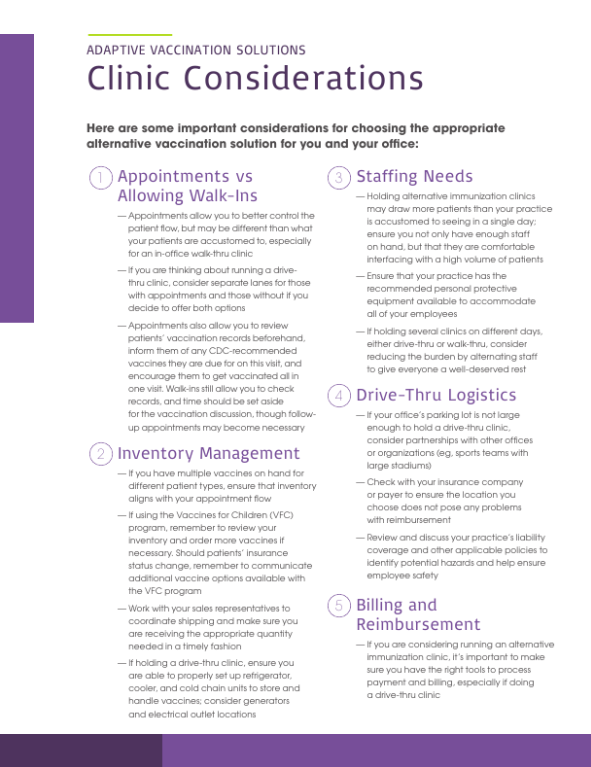 ADAPTIVE VACCINATION SOLUTIONS
Clinic Considerations
Here are some important considerations for choosing the appropriate
alternative vaccination solution for you and your office:
1 Appointments vs
Allowing Walk-Ins
— Appointments allow you to better control the
patient flow, but may be different than what
your patients are accustomed to, especially
for an in-office walk-thru clinic
— If you are thinking about running a drive-
thru clinic, consider separate lanes for those
with appointments and those without if you
decide to offer both options
— Appointments also allow you to review
patients' vaccination records beforehand,
inform them of any CDC-recommended
vaccines they are due for on this visit, and
encourage them to get vaccinated all in
one visit. Walk-ins still allow you to check
records, and time should be set aside
for the vaccination discussion, though follow-
up appointments may become necessary
2 Inventory Management
— If you have multiple vaccines on hand for
different patient types, ensure that inventory
aligns with your appointment flow
— If using the Vaccines for Children (VFC)
program, remember to review your
inventory and order more vaccines if
necessary. Should patients' insurance
status change, remember to communicate
additional vaccine options available with
the VFC program
— Work with your sales representatives to
coordinate shipping and make sure you
are receiving the appropriate quantity
needed in a timely fashion
— If holding a drive-thru clinic, ensure you
are able to properly set up refrigerator,
cooler, and cold chain units to store and
handle vaccines; consider generators
and electrical outlet locations
3 Staffing Needs
— Holding alternative immunization clinics
may draw more patients than your practice
is accustomed to seeing in a single day;
ensure you not only have enough staff
on hand, but that they are comfortable
interfacing with a high volume of patients
— Ensure that your practice has the
recommended personal protective
equipment available to accommodate
all of your employees
— If holding several clinics on different days,
either drive-thru or walk-thru, consider
reducing the burden by alternating staff
to give everyone a well-deserved rest
4 Drive-Thru Logistics
— If your office's parking lot is not large
enough to hold a drive-thru clinic,
consider partnerships with other offices
or organizations (eg, sports teams with
large stadiums)
— Check with your insurance company
or payer to ensure the location you
choose does not pose any problems
with reimbursement
— Review and discuss your practice's liability
coverage and other applicable policies to
identify potential hazards and help ensure
employee safety
5 Billing and
Reimbursement
— If you are considering running an alternative
immunization clinic, it's important to make
sure you have the right tools to process
payment and billing, especially if doing
a drive-thru clinic